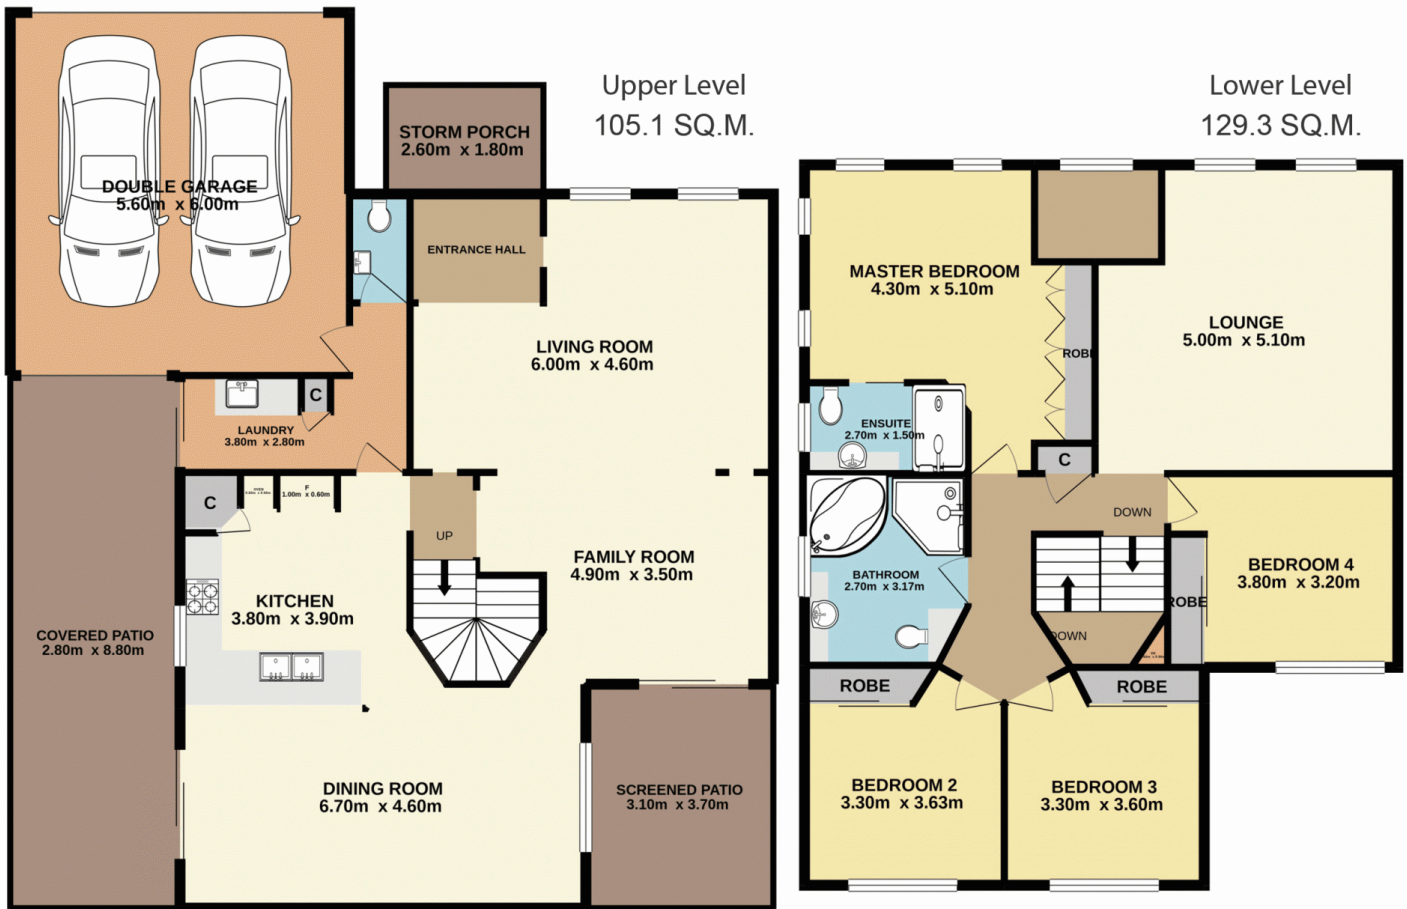 Upper Level
105.1 SQ.M.
STORM PORCH
2.60m x 1.80m
DOUBLE GARAGE
5.60m x 6.00m
ENTRANCE HALL
LIVING ROOM
6.00m x 4.60m
C
LAUNDRY
3.80m x 2.80m
C
OVEN
F
1.00m x 0.60m
UP
FAMILY ROOM
4.90m x 3.50m
KITCHEN
3.80m x 3.90m
COVERED PATIO
2.80m x 8.80m
DINING ROOM
6.70m x 4.60m
SCREENED PATIO
3.10m x 3.70m
Lower Level
129.3 SQ.M.
MASTER BEDROOM
4.30m x 5.10m
LOUNGE
5.00m x 5.10m
ROBE
ENSUITE
2.70m x 1.50m
C
DOWN
BEDROOM 4
3.80m x 3.20m
BATHROOM
2.70m x 3.17m
ROBE
DOWN
ROBE
ROBE
BEDROOM 2
3.30m x 3.63m
BEDROOM 3
3.30m x 3.60m